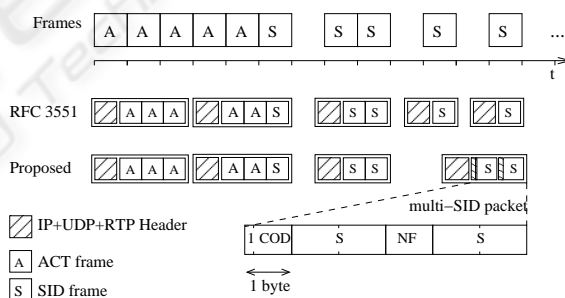 Frames A A A A A S S S S S ...
t
RFC 3551 A A A A A S S S S S
Proposed A A A A A S S S S S
multi−SID packet
IP+UDP+RTP Header
1 COD S NF S
A ACT frame
1 byte
S SID frame